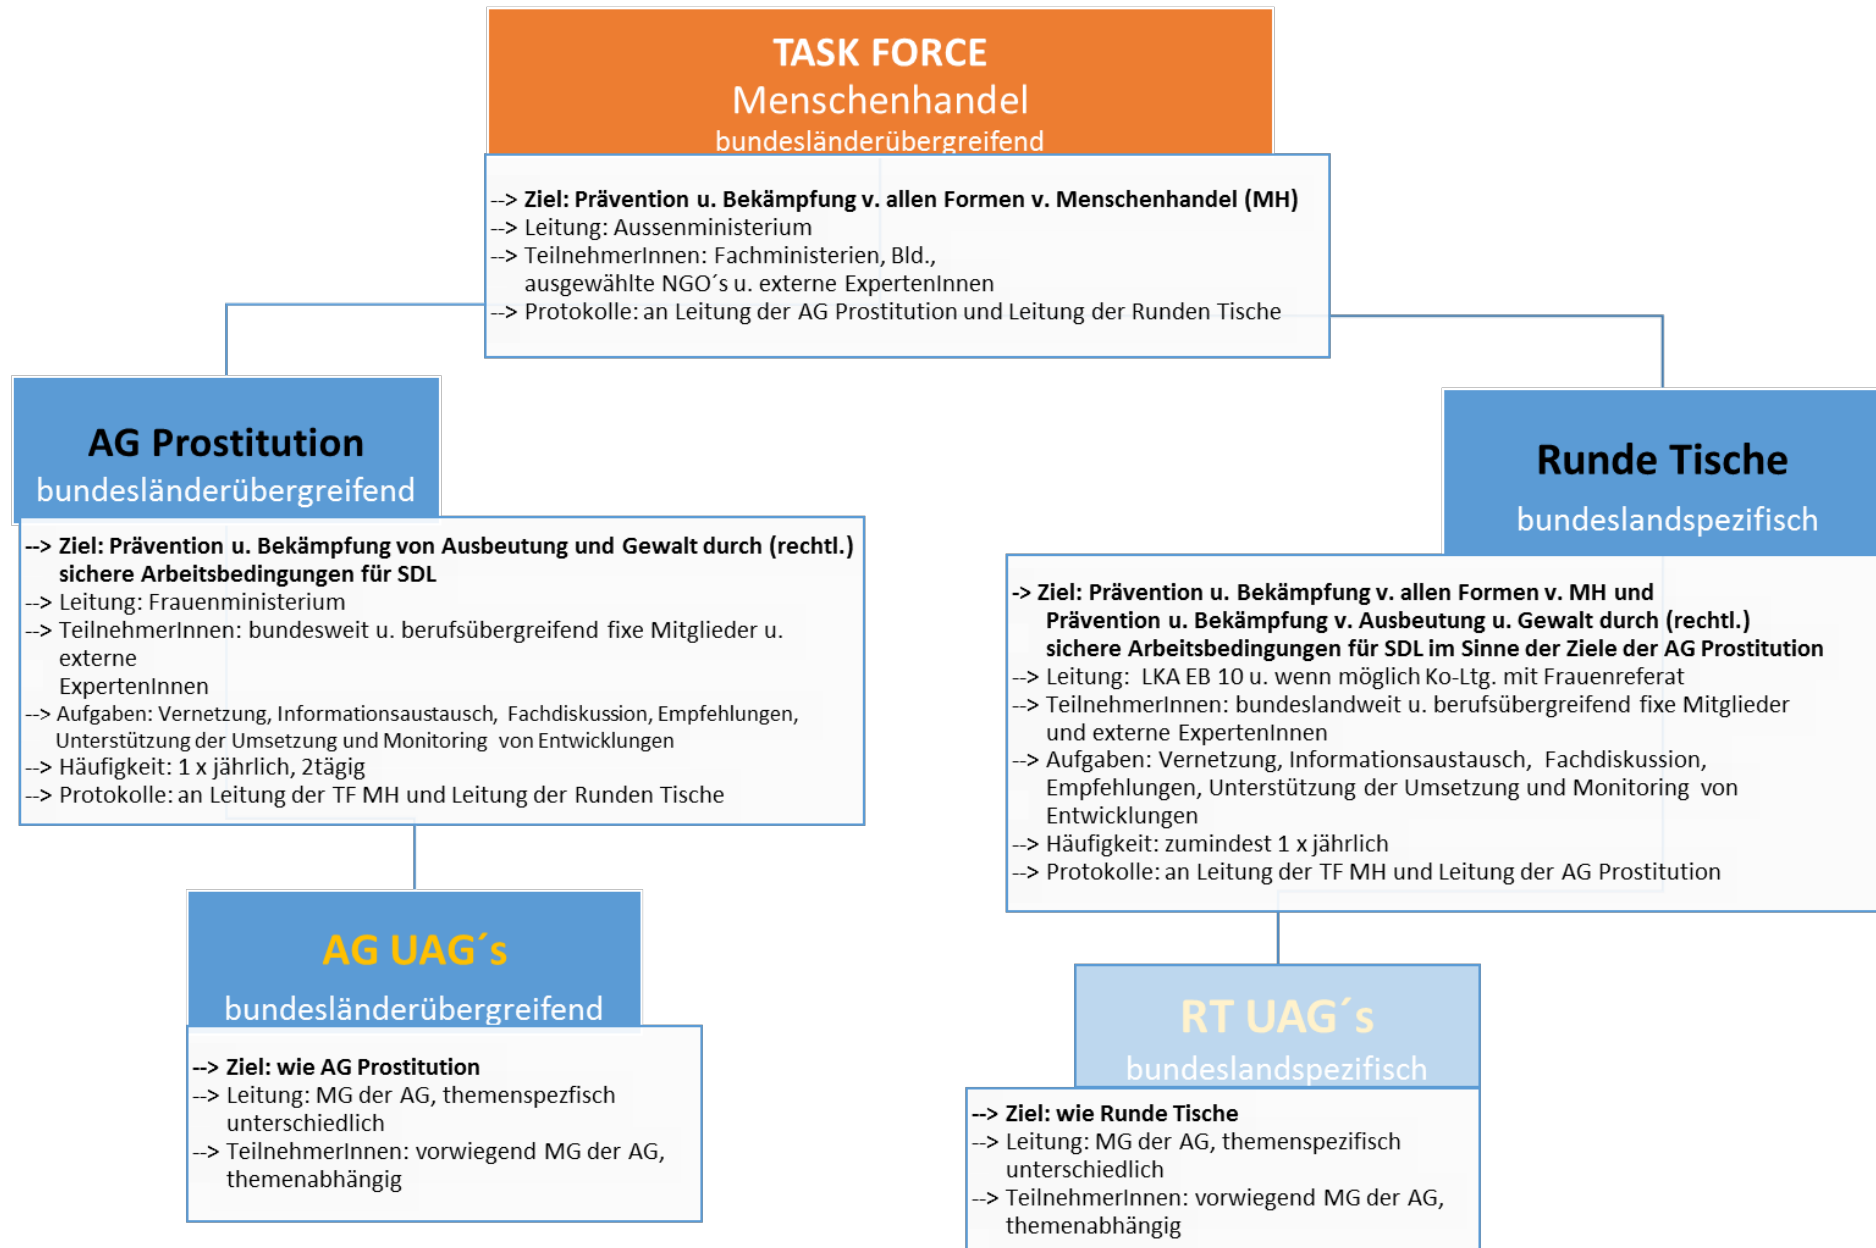 TASK FORCE
Menschenhandel
bundesländerübergreifend
--> Ziel: Prävention u. Bekämpfung v. allen Formen v. Menschenhandel (MH)
--> Leitung: Aussenministerium
--> TeilnehmerInnen: Fachministerien, Bld.,
ausgewählte NGO´s u. externe ExpertenInnen
--> Protokolle: an Leitung der AG Prostitution und Leitung der Runden Tische
AG Prostitution
bundesländerübergreifend
--> Ziel: Prävention u. Bekämpfung von Ausbeutung und Gewalt durch (rechtl.)
sichere Arbeitsbedingungen für SDL
--> Leitung: Frauenministerium
--> TeilnehmerInnen: bundesweit u. berufsübergreifend fixe Mitglieder u.
externe
ExpertenInnen
--> Aufgaben: Vernetzung, Informationsaustausch, Fachdiskussion, Empfehlungen,
Unterstützung der Umsetzung und Monitoring von Entwicklungen
--> Häufigkeit: 1 x jährlich, 2tägig
--> Protokolle: an Leitung der TF MH und Leitung der Runden Tische
Runde Tische
bundeslandspezifisch
-> Ziel: Prävention u. Bekämpfung v. allen Formen v. MH und
Prävention u. Bekämpfung v. Ausbeutung u. Gewalt durch (rechtl.)
sichere Arbeitsbedingungen für SDL im Sinne der Ziele der AG Prostitution
--> Leitung: LKA EB 10 u. wenn möglich Ko-Ltg. mit Frauenreferat
--> TeilnehmerInnen: bundeslandweit u. berufsübergreifend fixe Mitglieder
und externe ExpertenInnen
--> Aufgaben: Vernetzung, Informationsaustausch, Fachdiskussion,
Empfehlungen, Unterstützung der Umsetzung und Monitoring von
Entwicklungen
--> Häufigkeit: zumindest 1 x jährlich
--> Protokolle: an Leitung der TF MH und Leitung der AG Prostitution
AG UAG´s
bundesländerübergreifend
--> Ziel: wie AG Prostitution
--> Leitung: MG der AG, themenspezfisch
unterschiedlich
--> TeilnehmerInnen: vorwiegend MG der AG,
themenabhängig
RT UAG´s
bundeslandspezifisch
--> Ziel: wie Runde Tische
--> Leitung: MG der AG, themenspezifisch
unterschiedlich
--> TeilnehmerInnen: vorwiegend MG der AG,
themenabhängig